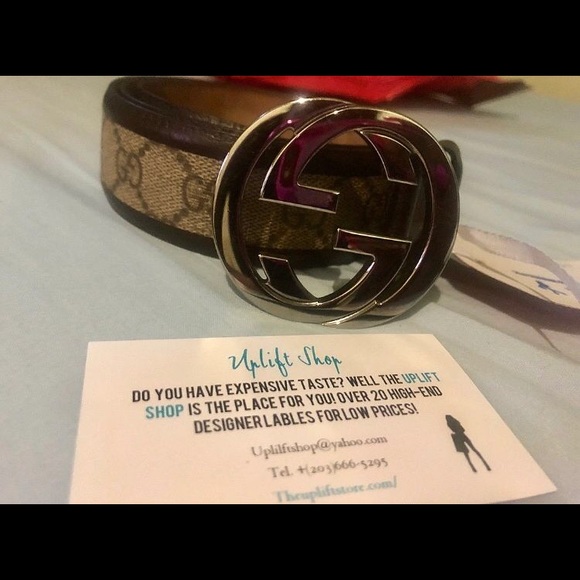 Uplift Shop
DO YOU HAVE EXPENSIVE TASTE? WELL THE UPLIFT
SHOP IS THE PLACE FOR YOU! OVER 20 HIGH-END
DESIGNER LABLES FOR LOW PRICES!
Uplilftshop@yahoo.com
Tel. +(203)666-5295
Theupliftstore.com/